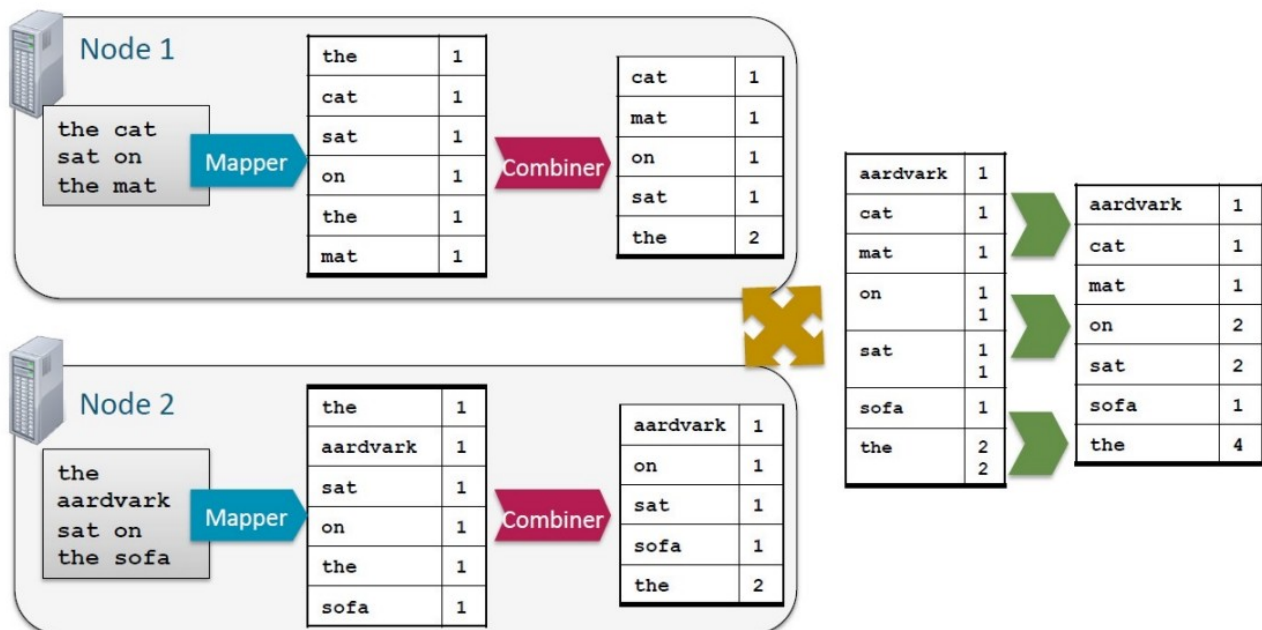 Node 1
the cat
sat on
the mat
Mapper
the 1
cat 1
sat 1
on 1
the 1
mat 1
Combiner
cat 1
mat 1
on 1
sat 1
the 2
Node 2
the
aardvark
sat on
the sofa
Mapper
the 1
aardvark 1
sat 1
on 1
the 1
sofa 1
Combiner
aardvark 1
on 1
sat 1
sofa 1
the 2
aardvark 1
cat 1
mat 1
on 1
1
sat 1
1
sofa 1
the 2
2
aardvark 1
cat 1
mat 1
on 2
sat 2
sofa 1
the 4